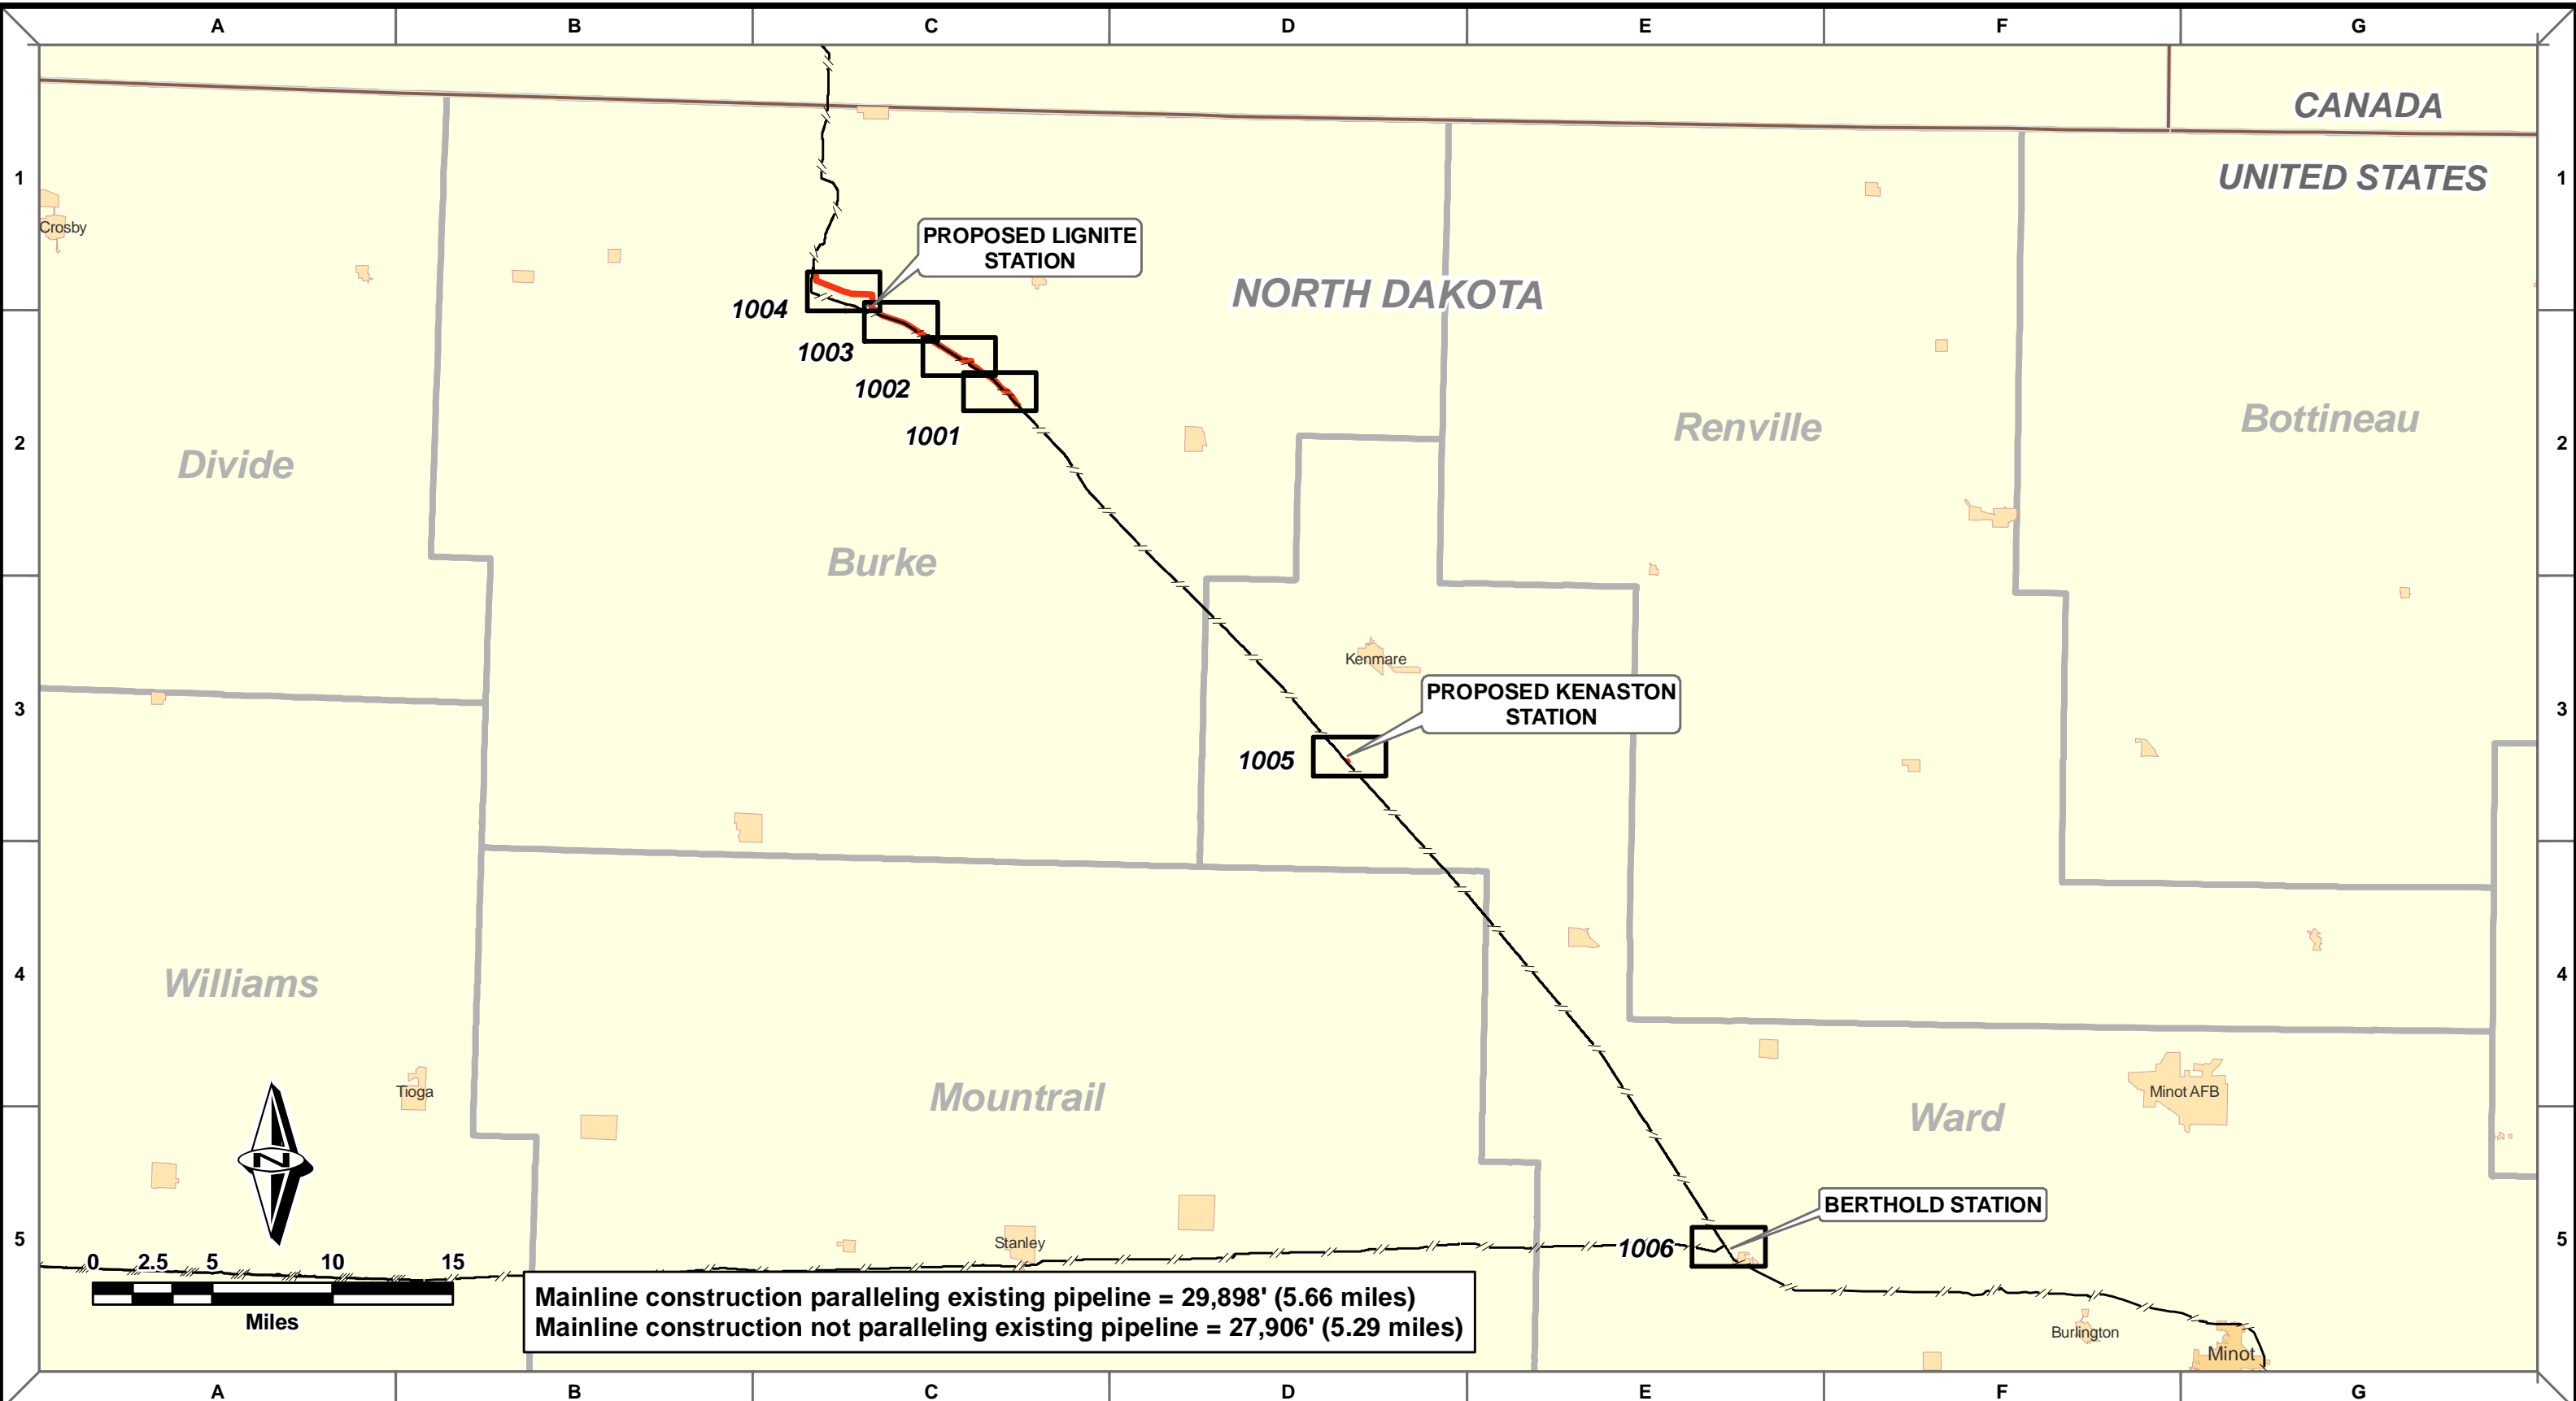 A B C D E F G
CANADA
1 1
UNITED STATES
Crosby
PROPOSED LIGNITE
STATION
NORTH DAKOTA
1004
1003
1002
1001
2 2
Divide
Renville
Bottineau
Burke
Kenmare
PROPOSED KENASTON
STATION
3 3
1005
4 4
Williams
Tioga
Mountrail
Minot AFB
Ward
N
BERTHOLD STATION
5 5
Stanley
1006
0 2.5 5 10 15
Miles
Mainline construction paralleling existing pipeline = 29,898' (5.66 miles)
Mainline construction not paralleling existing pipeline = 27,906' (5.29 miles)
Burlington
Minot
A B C D E F G